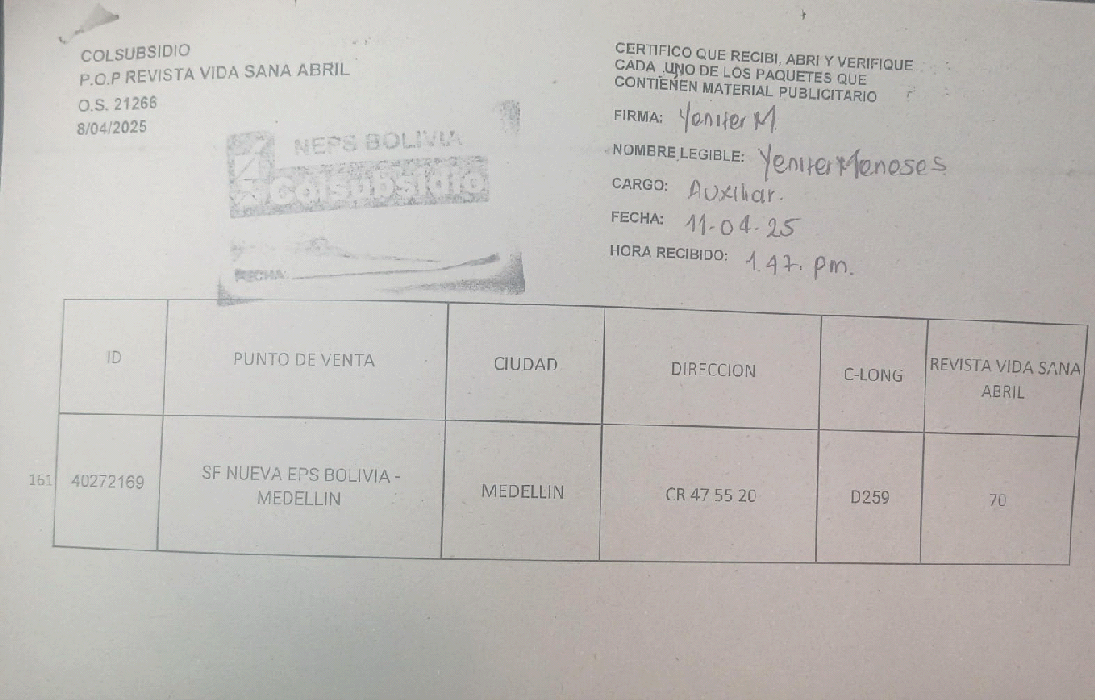 COLSUBSIDIO
P.O.P REVISTA VIDA SANA ABRIL
O.S. 21266
8/04/2025
NEPS BOLIVIA
Colsubsidio
FECHA:
CERTIFICO QUE RECIBI, ABRI Y VERIFIQUE
CADA UNO DE LOS PAQUETES QUE
CONTIENEN MATERIAL PUBLICITARIO
FIRMA: Yenifer M
NOMBRE LEGIBLE: Yenifer Meneses
CARGO: Auxiliar.
FECHA: 11-04-25
HORA RECIBIDO: 1.47. pm.
ID PUNTO DE VENTA CIUDAD DIRECCION C-LONG REVISTA VIDA SANA
ABRIL
161 40272169 SF NUEVA EPS BOLIVIA - MEDELLIN CR 47 55 20 D259 70
MEDELLIN